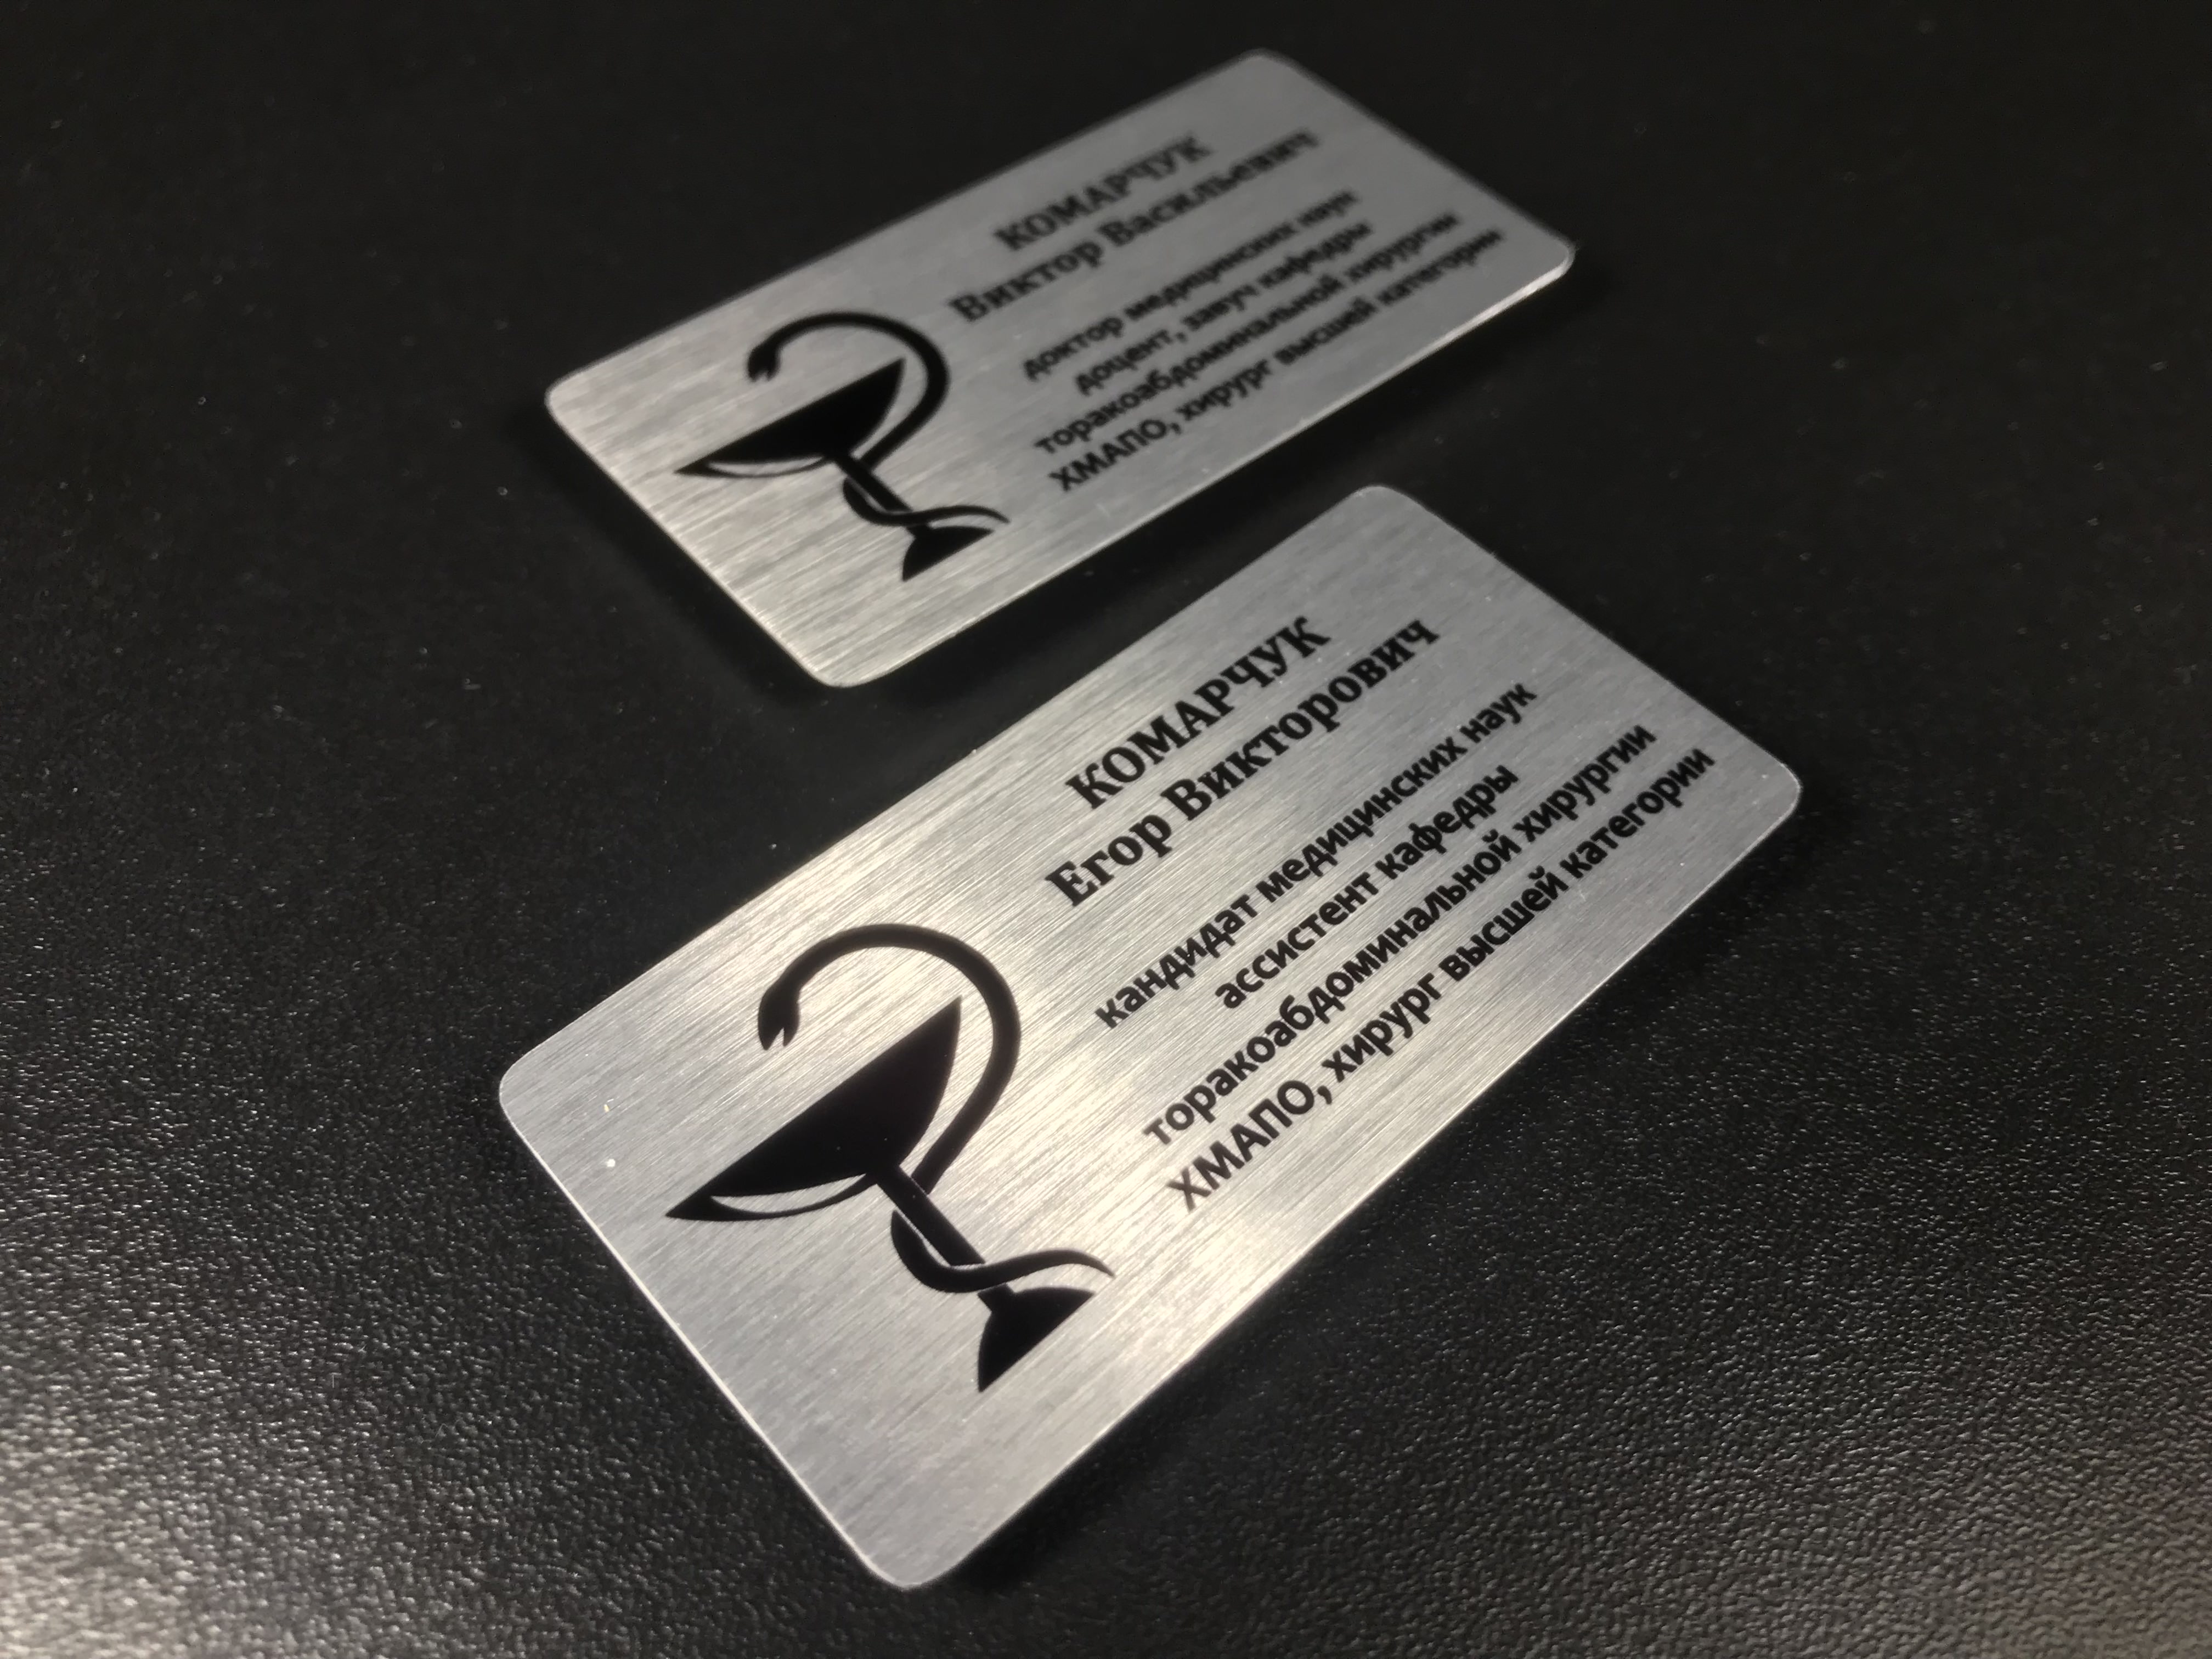 КОМАРЧУК
Виктор Васильевич
доктор медицинских наук
доцент, завуч кафедры
торакоабдоминальной хирургии
ХМАПО, хирург высшей категории
КОМАРЧУК
Егор Викторович
кандидат медицинских наук
ассистент кафедры
торакоабдоминальной хирургии
ХМАПО, хирург высшей категории